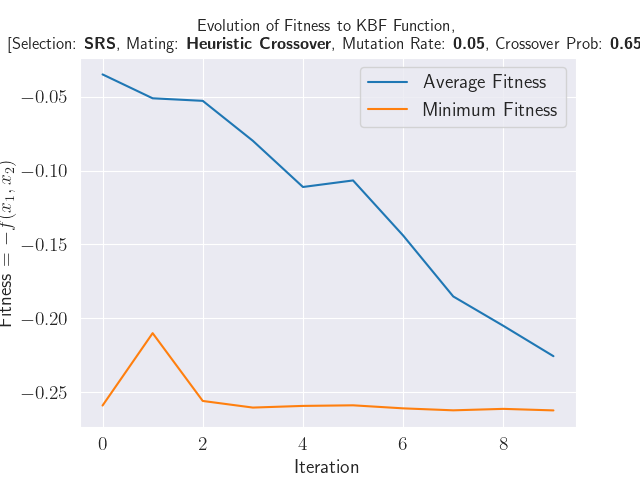 Evolution of Fitness to KBF Function,
[Selection: SRS, Mating: Heuristic Crossover, Mutation Rate: 0.05, Crossover Prob: 0.65
Average Fitness
Minimum Fitness
−0.05
−0.10
−0.15
−0.20
−0.25
Fitness = −f(x₁, x₂)
0 2 4 6 8
Iteration